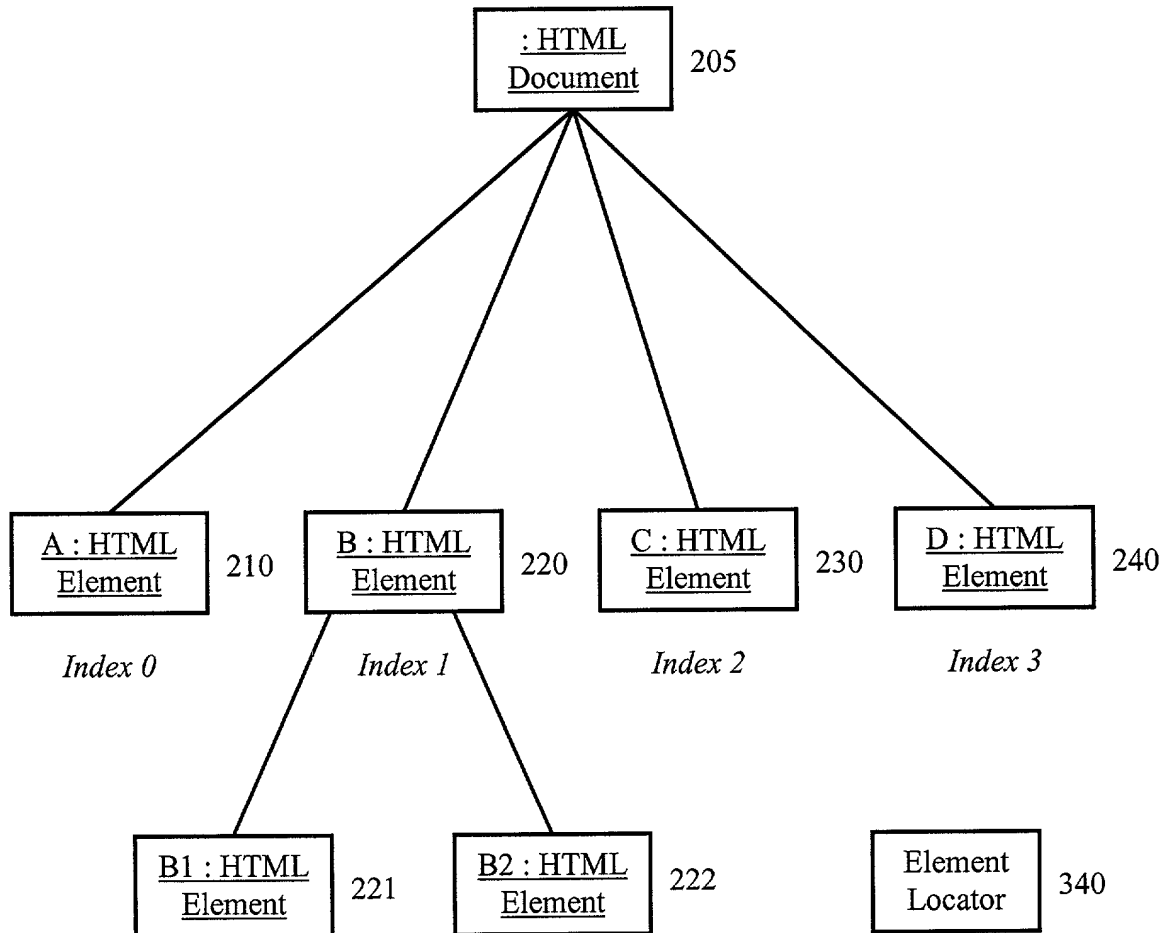 : HTML
Document
205
A : HTML
Element
210
B : HTML
Element
220
C : HTML
Element
230
D : HTML
Element
240
Index 0
Index 1
Index 2
Index 3
B1 : HTML
Element
221
B2 : HTML
Element
222
Element
Locator
340